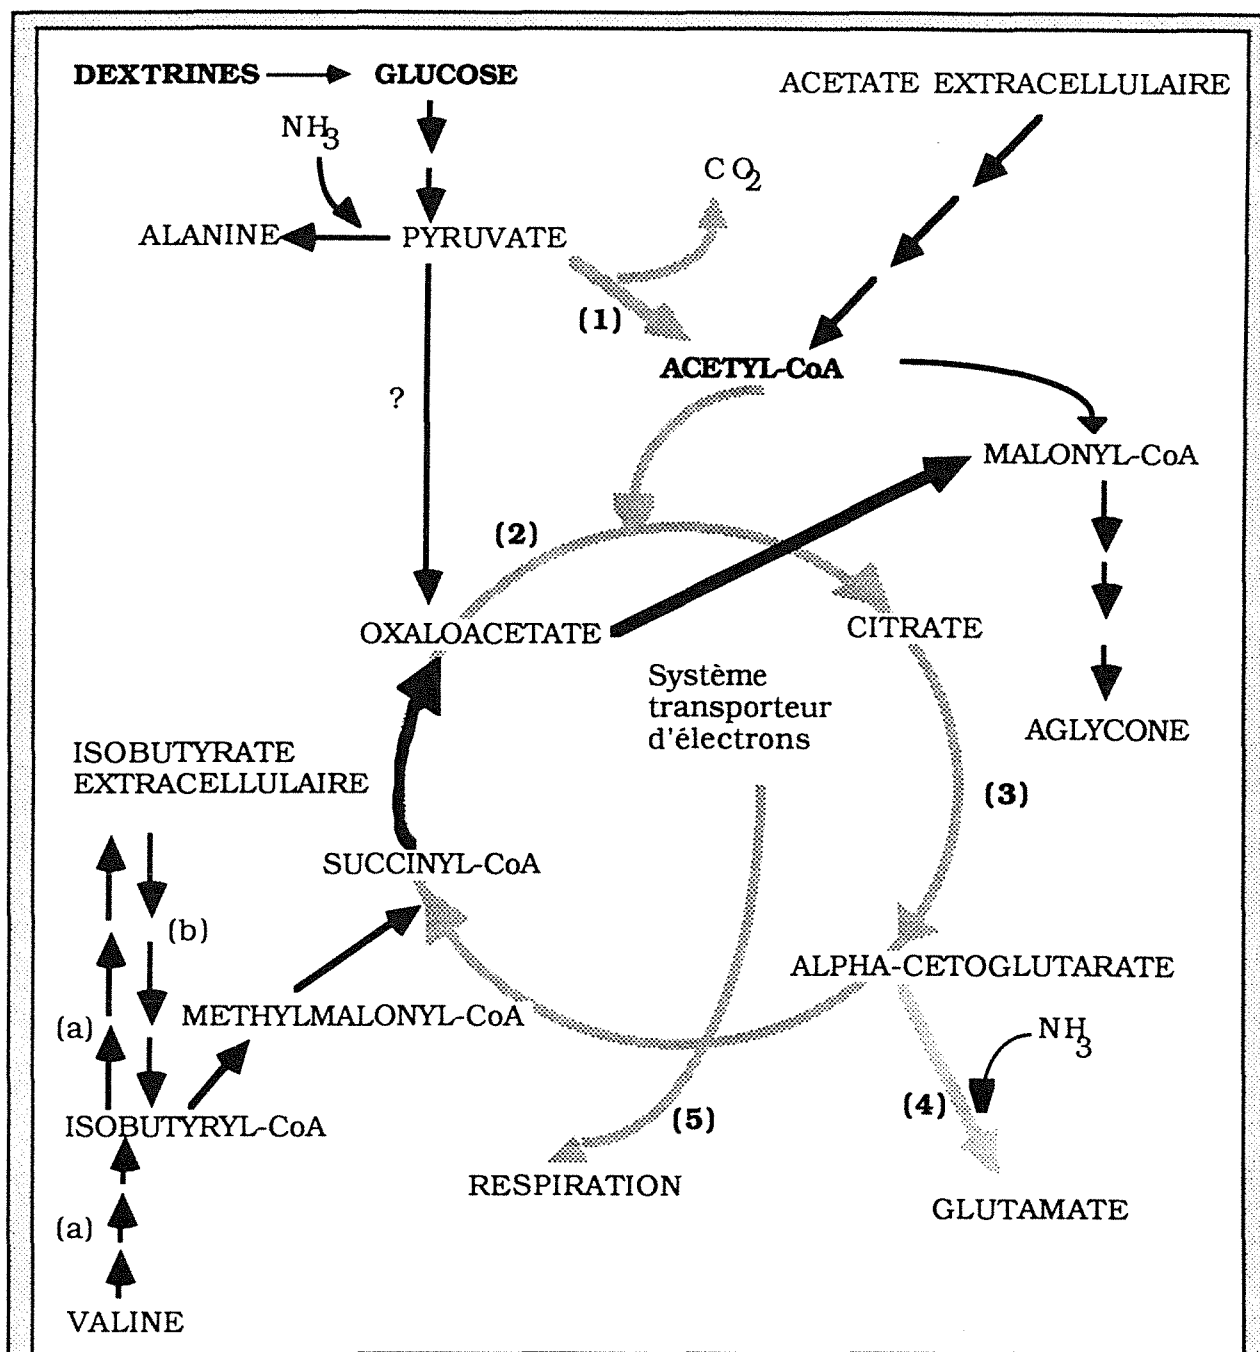 DEXTRINES GLUCOSE
ACETATE EXTRACELLULAIRE
NH3
CO2
ALANINE PYRUVATE
(1)
ACETYL-CoA
?
MALONYL-CoA
(2)
OXALOACETATE
CITRATE
Système
transporteur
d'électrons
AGLYCONE
ISOBUTYRATE
EXTRACELLULAIRE
(3)
SUCCINYL-CoA
(b)
ALPHA-CETOGLUTARATE
METHYLMALONYL-CoA
(a)
NH3
(4)
(5)
ISOBUTYRYL-CoA
RESPIRATION
GLUTAMATE
(a)
VALINE